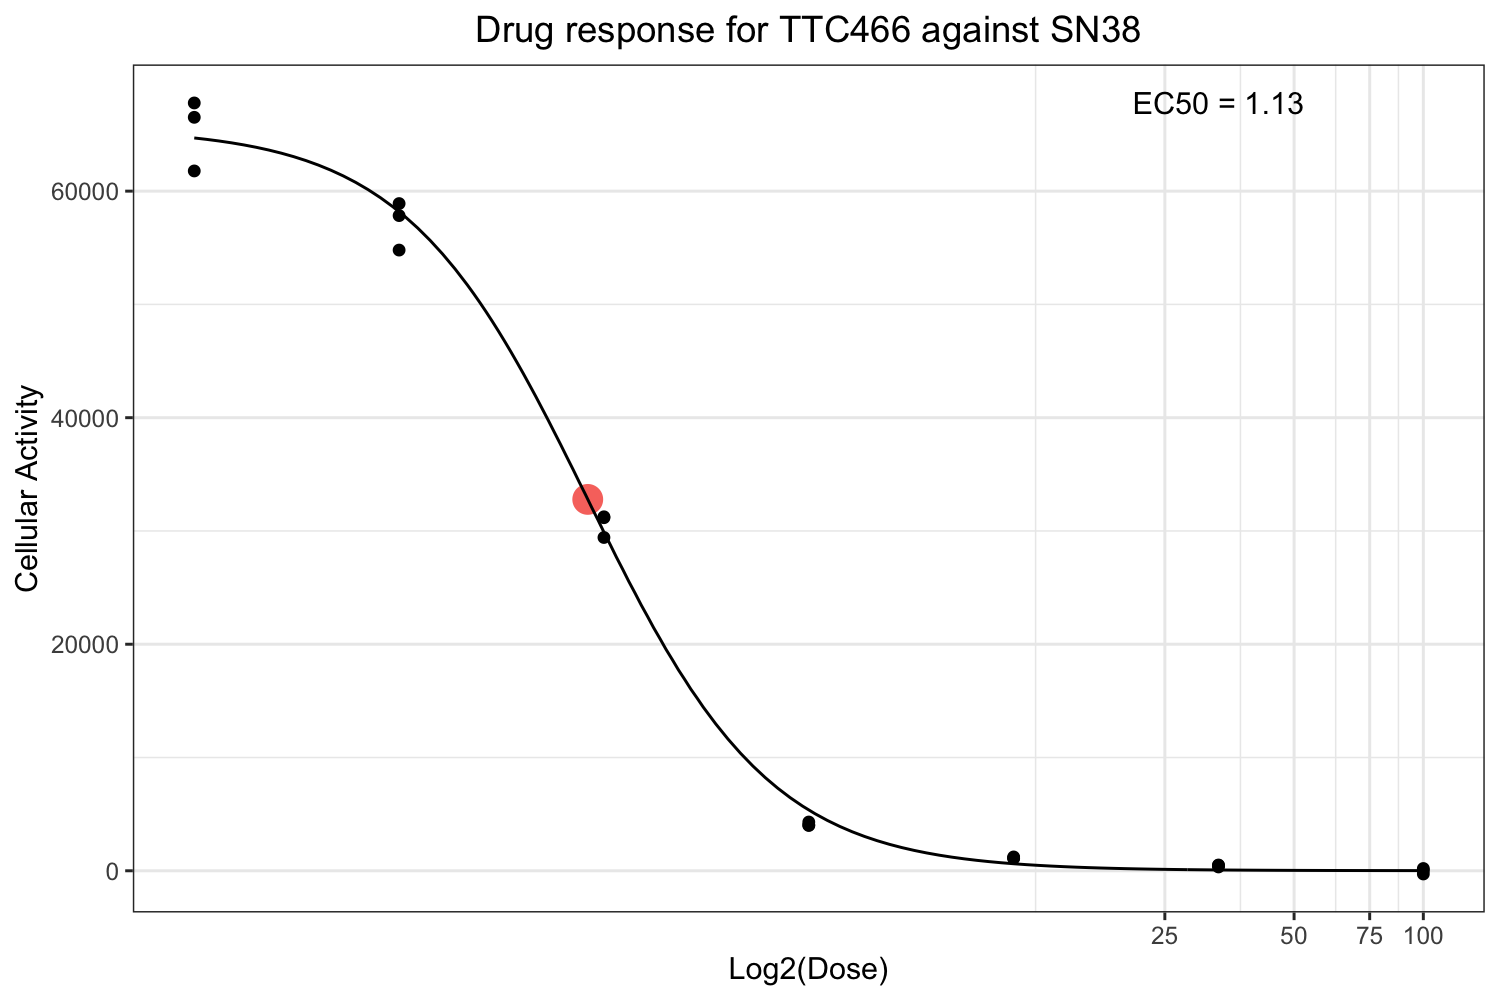 Drug response for TTC466 against SN38
EC50 = 1.13
Cellular Activity
60000
40000
20000
0
25 50 75 100
Log2(Dose)